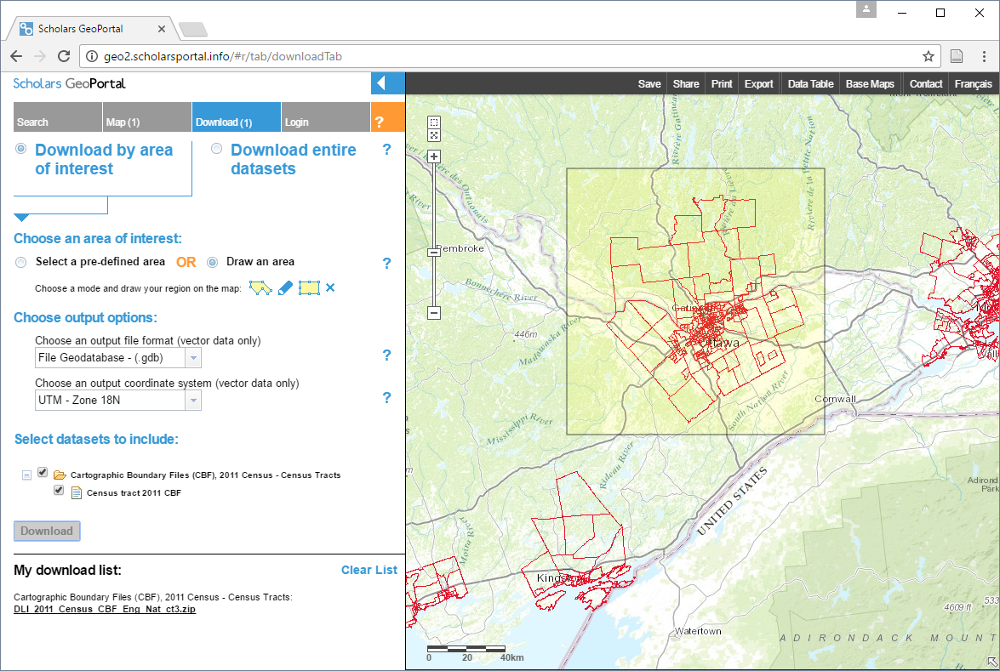 Scholars GeoPortal
geo2.scholarsportal.info/#r/tab/downloadTab
Scholars GeoPortal
Save Share Print Export Data Table Base Maps Contact Français
Search Map (1) Download (1) Login ?
Download by area
of interest
Download entire
datasets
?
Choose an area of interest:
Select a pre-defined area OR Draw an area ?
Choose a mode and draw your region on the map:
Choose output options:
Choose an output file format (vector data only)
File Geodatabase - (.gdb) ?
Choose an output coordinate system (vector data only)
UTM - Zone 18N ?
Select datasets to include:
Cartographic Boundary Files (CBF), 2011 Census - Census Tracts
Census tract 2011 CBF
Download
My download list: Clear List
Cartographic Boundary Files (CBF), 2011 Census - Census Tracts:
DLI_2011_Census_CBF_Eng_Nat_ct3.zip
Rivière Gatineau
Rivière du Lièvre
Rivière de la Petite Nation
Rivière des Outaouais
River
Pembroke
Bonnechere River
446m
Madawaska River
Mississippi River
South Nation River
Cornwall
Rideau River
UNITED STATES
Moira River
Kingston
Watertown
Adirond
Park
533
4609 ft
ADIRONDACK MOUNT
0 20 40km